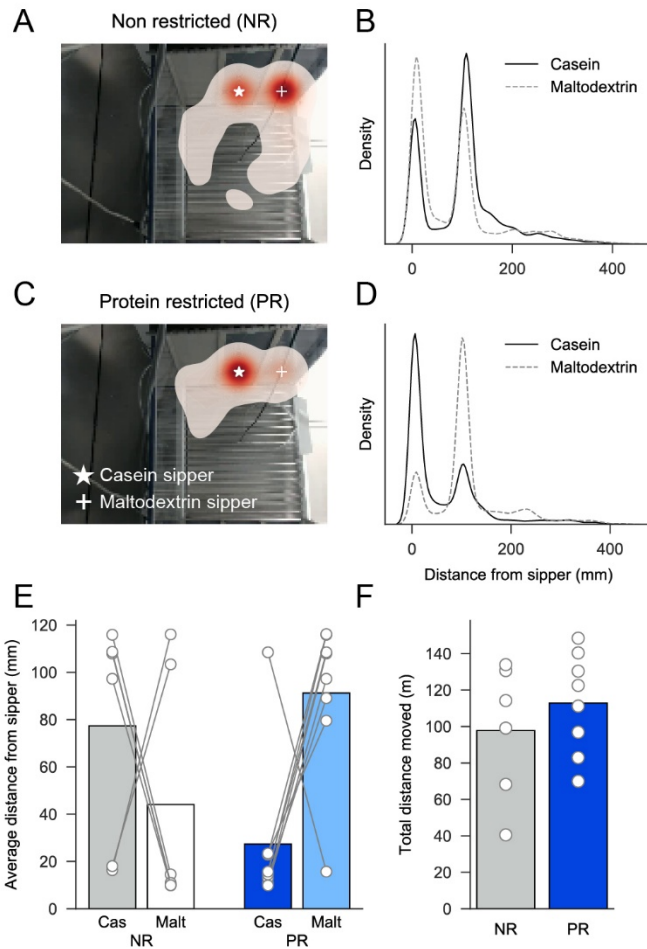 A
Non restricted (NR)
B
Casein
Maltodextrin
Density
0
200
400
C
Protein restricted (PR)
★ Casein sipper
+ Maltodextrin sipper
D
Casein
Maltodextrin
Density
0
200
400
Distance from sipper (mm)
E
Average distance from sipper (mm)
120
100
80
60
40
20
0
Cas
Malt
Cas
Malt
NR
PR
F
Total distance moved (m)
140
120
100
80
60
40
20
0
NR
PR